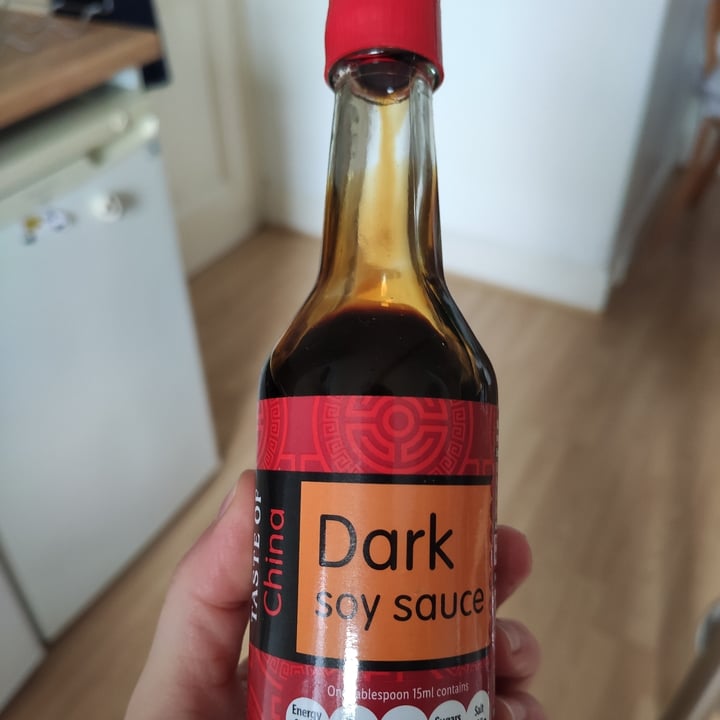 TASTE OF
China
Dark
soy sauce
One tablespoon 15ml contains
Energy
Sugars
Salt